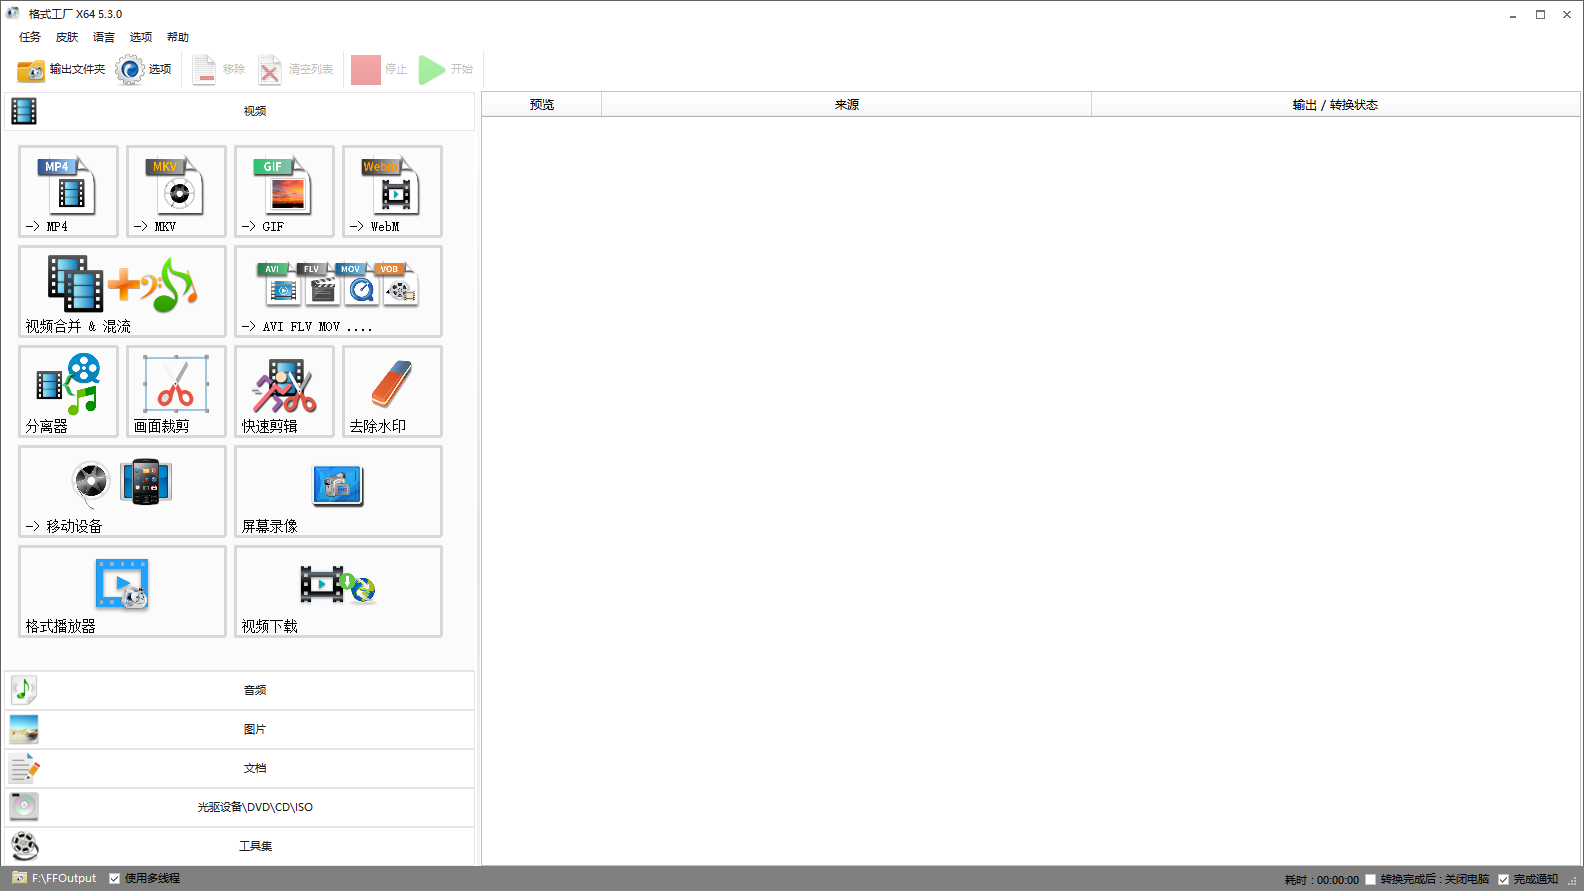 格式工厂 X64 5.3.0
任务 皮肤 语言 选项 帮助
输出文件夹 选项 移除 清空列表 停止 开始
视频
预览 来源 输出 / 转换状态
MP4 MKV GIF WebM
-> MP4 -> MKV -> GIF -> WebM
AVI FLV MOV VOB
视频合并 & 混流 -> AVI FLV MOV ....
分离器 画面裁剪 快速剪辑 去除水印
-> 移动设备 屏幕录像
格式播放器 视频下载
音频
图片
文档
光驱设备\DVD\CD\ISO
工具集
F:\FFOutput 使用多线程 耗时 : 00:00:00 转换完成后 : 关闭电脑 完成通知